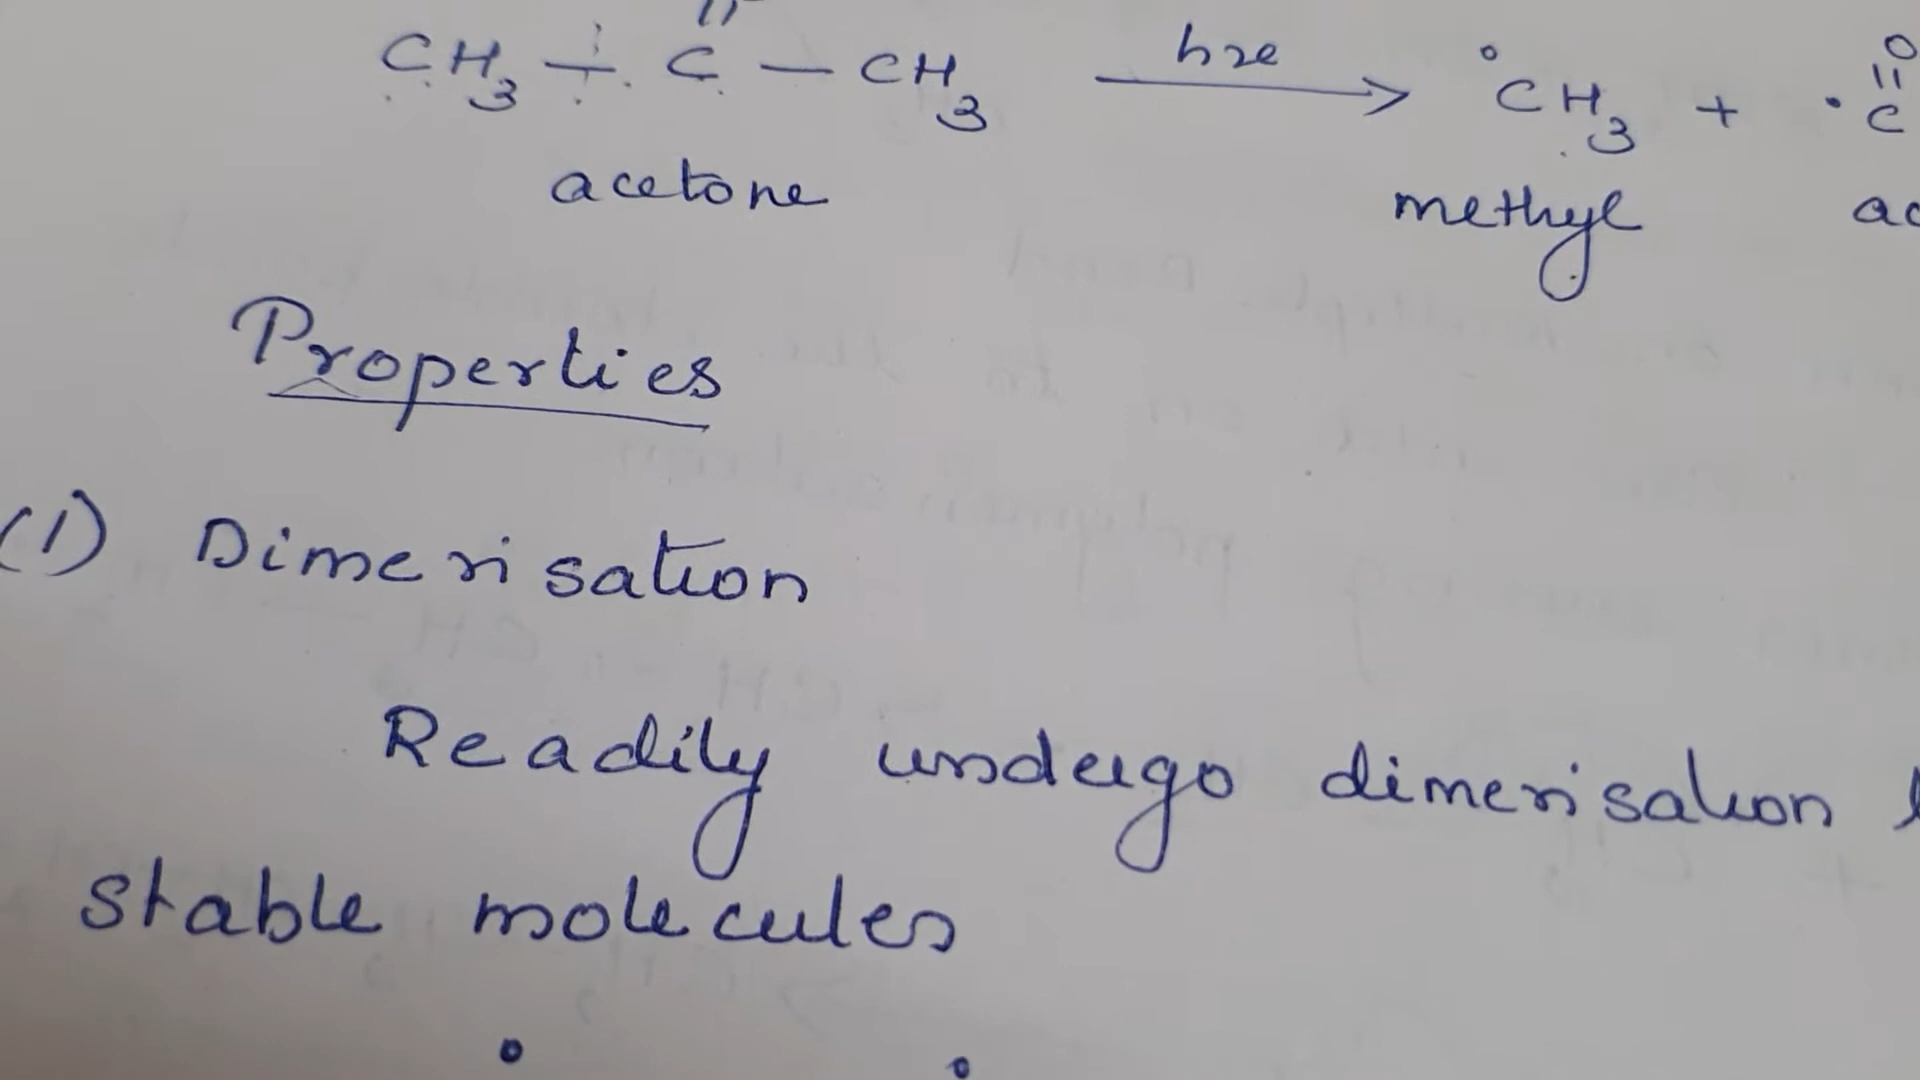 CH3 - C - CH3 hν → •CH3 + •C
O
acetone methyl
Properties
(1) Dimerisation
Readily undergo dimerisation
stable molecules